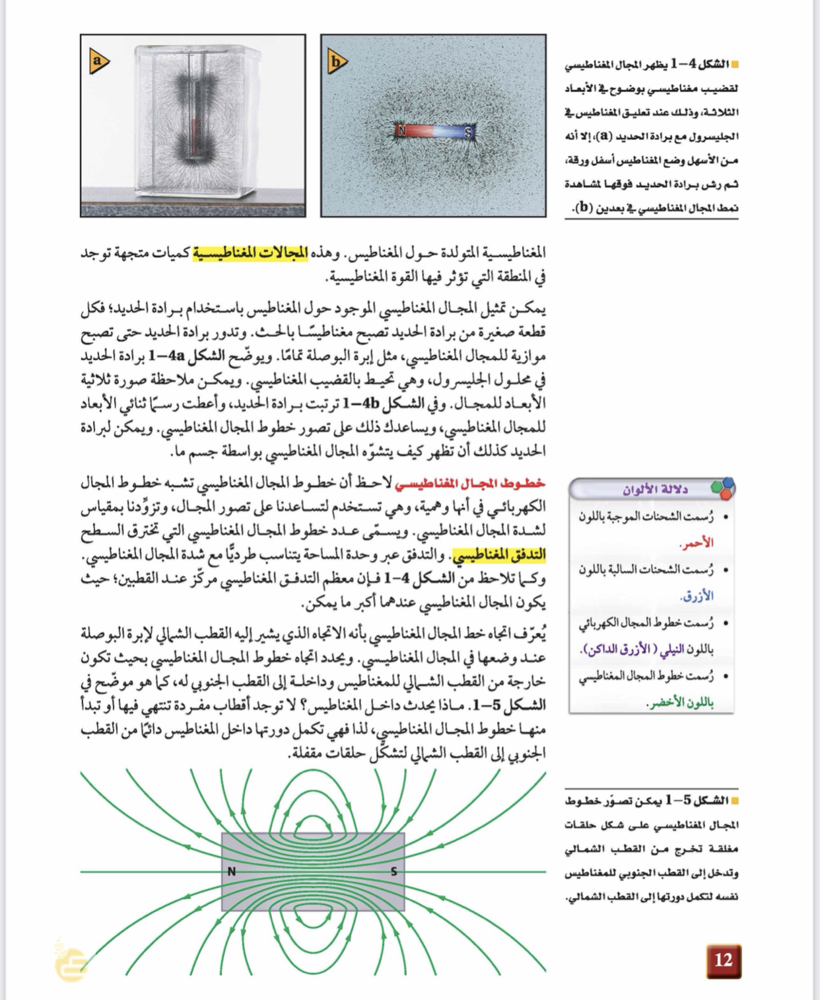 a
b
N
S
الشكل 4–1 يظهر المجال المغناطيسي
لقضيب مغناطيسي بوضوح في الأبعاد
الثلاثة، وذلك عند تعليق المغناطيس في
الجليسرول مع برادة الحديد (a)، إلا أنه
من الأسهل وضع المغناطيس أسفل ورقة،
ثم رش برادة الحديد فوقها لمشاهدة
نمط المجال المغناطيسي في بعدين (b).
المغناطيسية المتولدة حول المغناطيس. وهذه المجالات المغناطيسية كميات متجهة توجد
في المنطقة التي تؤثر فيها القوة المغناطيسية.
يمكن تمثيل المجال المغناطيسي الموجود حول المغناطيس باستخدام برادة الحديد؛ فكل
قطعة صغيرة من برادة الحديد تصبح مغناطيسًا بالحث. وتدور برادة الحديد حتى تصبح
موازية للمجال المغناطيسي، مثل إبرة البوصلة تمامًا. ويوضّح الشكل 1–4a برادة الحديد
في محلول الجليسرول، وهي تحيط بالقضيب المغناطيسي. ويمكن ملاحظة صورة ثلاثية
الأبعاد للمجال. وفي الشكل 1–4b ترتبت برادة الحديد، وأعطت رسمًا ثنائي الأبعاد
للمجال المغناطيسي، ويساعدك ذلك على تصور خطوط المجال المغناطيسي. ويمكن لبرادة
الحديد كذلك أن تظهر كيف يتشوّه المجال المغناطيسي بواسطة جسم ما.
خطوط المجال المغناطيسي لاحظ أن خطوط المجال المغناطيسي تشبه خطوط المجال
الكهربائي في أنها وهمية، وهي تستخدم لتساعدنا على تصور المجال، وتزوِّدنا بمقياس
لشدة المجال المغناطيسي. ويسمّى عدد خطوط المجال المغناطيسي التي تخترق السطح
التدفق المغناطيسي. والتدفق عبر وحدة المساحة يتناسب طرديًّا مع شدة المجال المغناطيسي.
وكما تلاحظ من الشكل 4–1 فإن معظم التدفق المغناطيسي مركّز عند القطبين؛ حيث
يكون المجال المغناطيسي عندهما أكبر ما يمكن.
يُعرّف اتجاه خط المجال المغناطيسي بأنه الاتجاه الذي يشير إليه القطب الشمالي لإبرة البوصلة
عند وضعها في المجال المغناطيسي. ويحدد اتجاه خطوط المجال المغناطيسي بحيث تكون
خارجة من القطب الشمالي للمغناطيس وداخلة إلى القطب الجنوبي له، كما هو موضّح في
الشكل 5–1. ماذا يحدث داخل المغناطيس؟ لا توجد أقطاب مفردة تنتهي فيها أو تبدأ
منها خطوط المجال المغناطيسي، لذا فهي تكمل دورتها داخل المغناطيس دائمًا من القطب
الجنوبي إلى القطب الشمالي لتشكّل حلقات مقفلة.
دلالة الألوان
• رُسمت الشحنات الموجبة باللون
الأحمر.
• رُسمت الشحنات السالبة باللون
الأزرق.
• رُسمت خطوط المجال الكهربائي
باللون النيلي (الأزرق الداكن).
• رُسمت خطوط المجال المغناطيسي
باللون الأخضر.
الشكل 5–1 يمكن تصوّر خطوط
المجال المغناطيسي على شكل حلقات
مغلقة تخرج من القطب الشمالي
وتدخل إلى القطب الجنوبي للمغناطيس
نفسه لتكمل دورتها إلى القطب الشمالي.
N
S
12